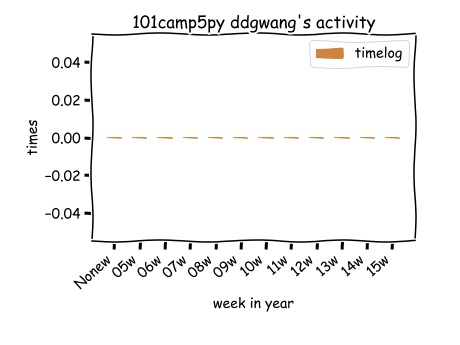 101camp5py ddgwang's activity
timelog
0.04
0.02
0.00
−0.02
−0.04
times
Nonew 05w 06w 07w 08w 09w 10w 11w 12w 13w 14w 15w
week in year